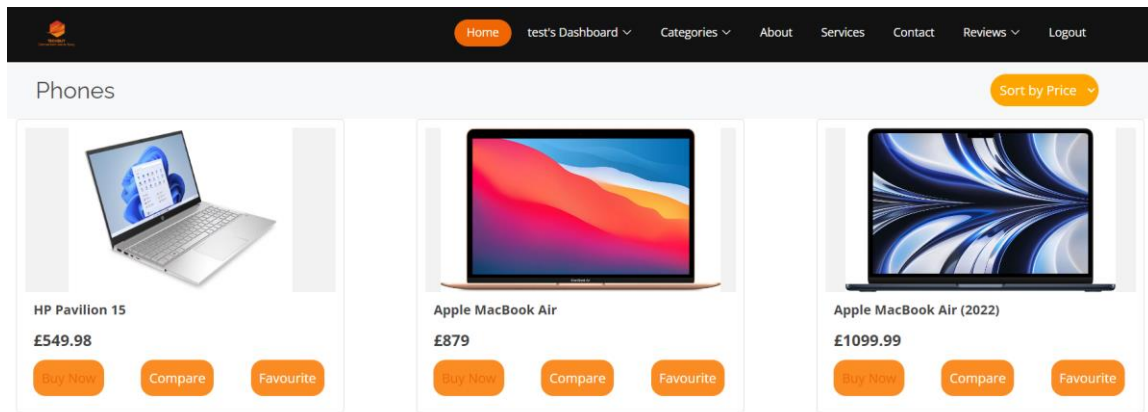 Home test's Dashboard Categories About Services Contact Reviews Logout
Phones Sort by Price
HP Pavilion 15
£549.98
Buy Now Compare Favourite
Apple MacBook Air
£879
Buy Now Compare Favourite
Apple MacBook Air (2022)
£1099.99
Buy Now Compare Favourite